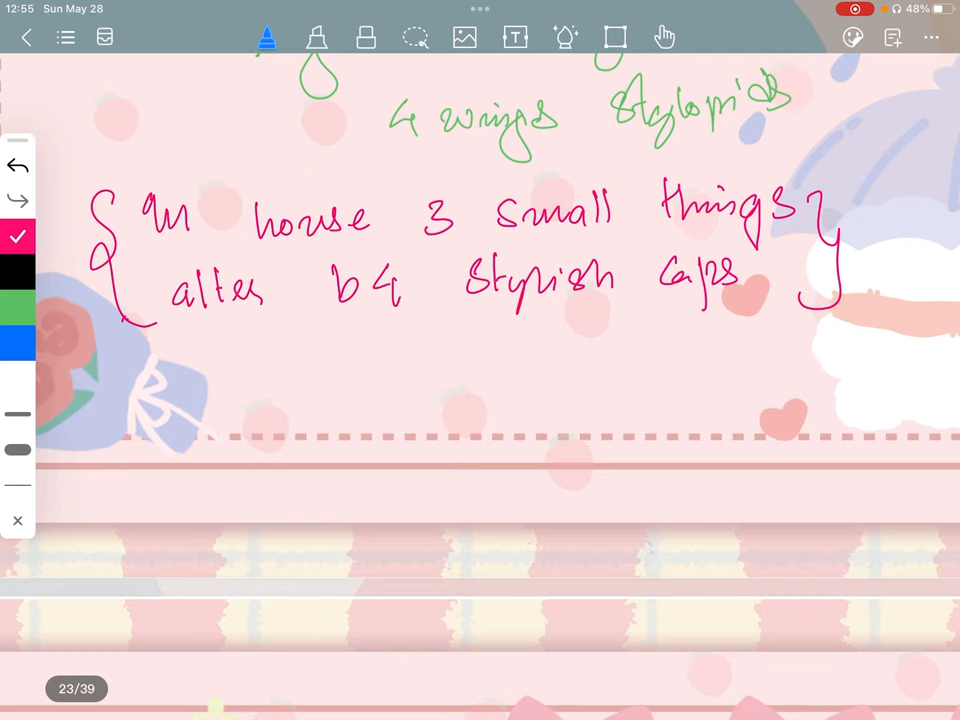 12:55 Sun May 28
48%
T
4 wings stylopids
{ In house 3 small things }
alter b4 stylish caps
23/39